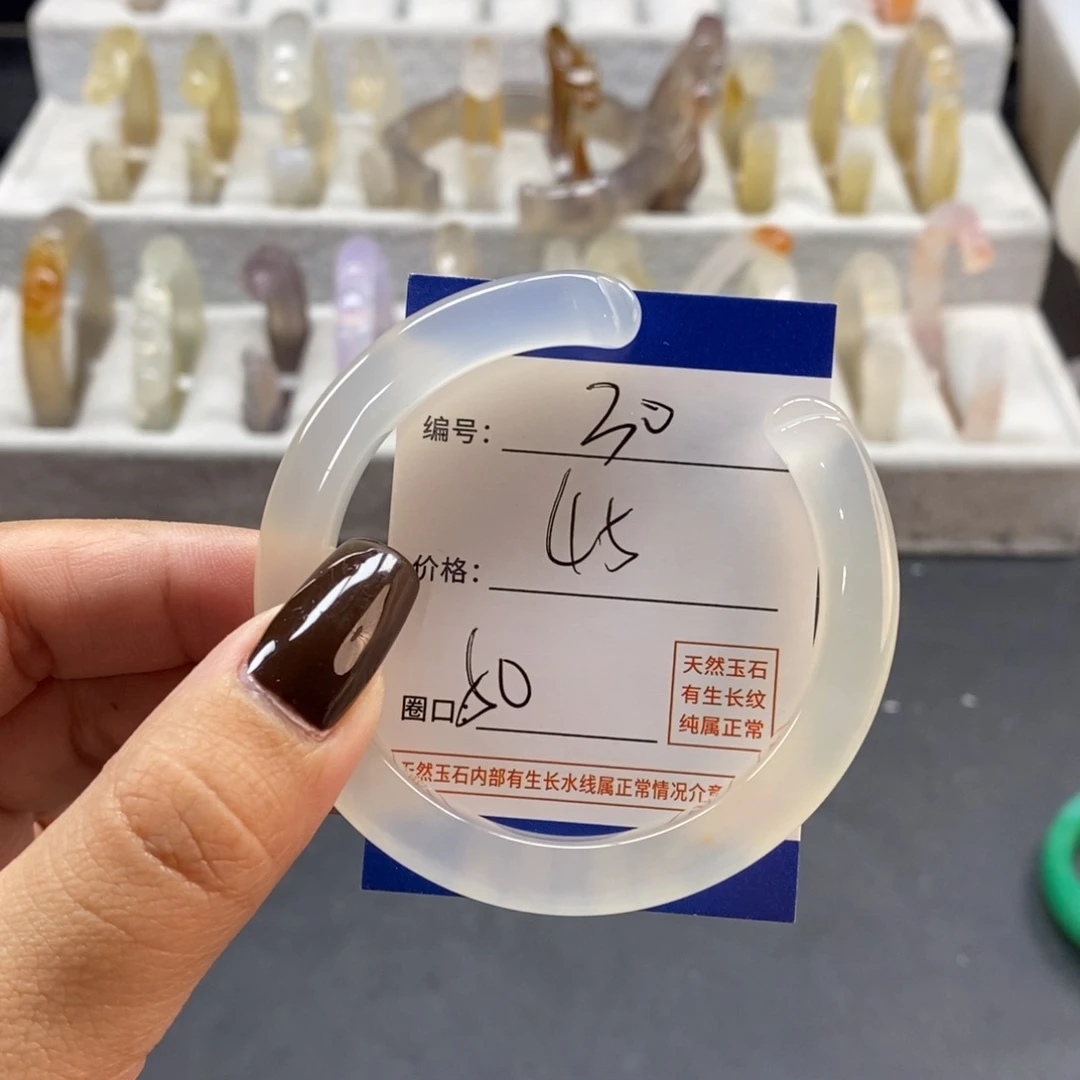 编号: 30
价格: 45
圈口: 60
天然玉石
有生长纹
纯属正常
天然玉石内部有生长水线属正常情况介意